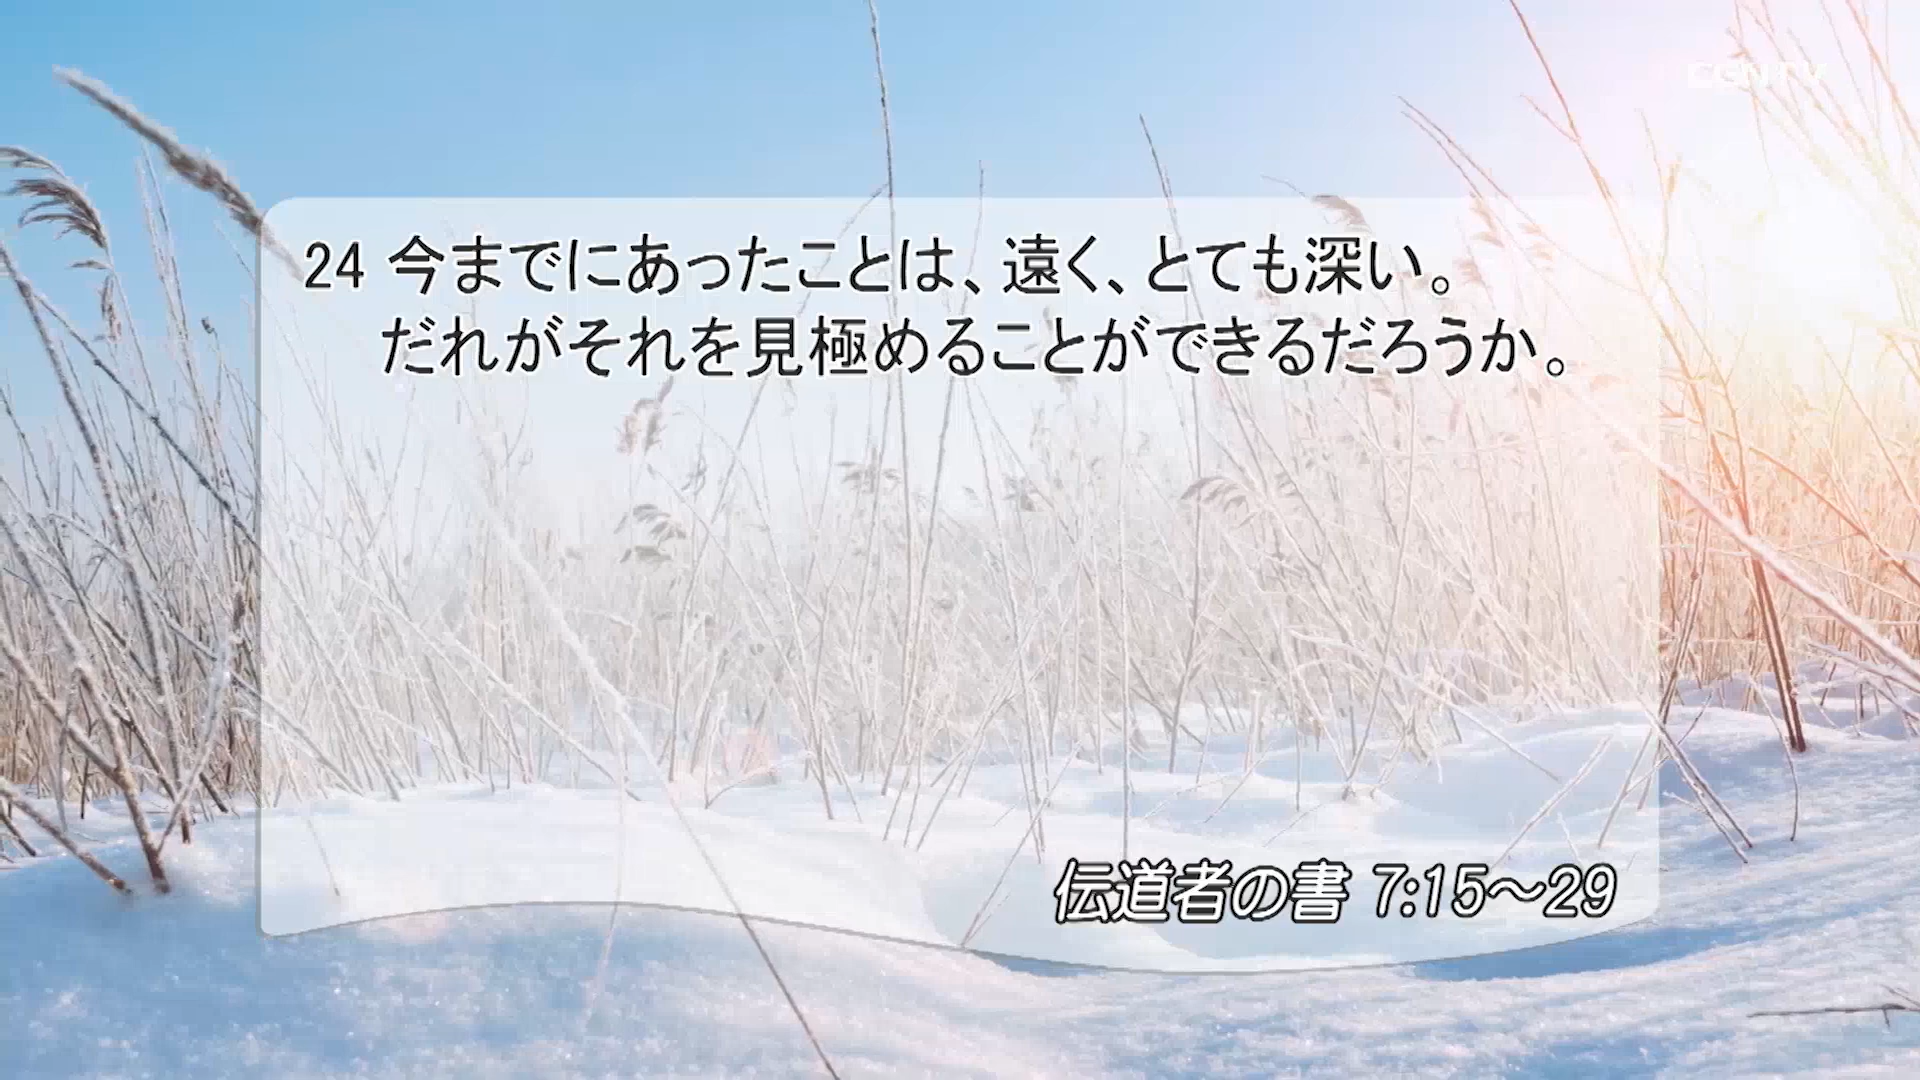 CGNTV
24 今までにあったことは、遠く、とても深い。
だれがそれを見極めることができるだろうか。
伝道者の書 7:15～29